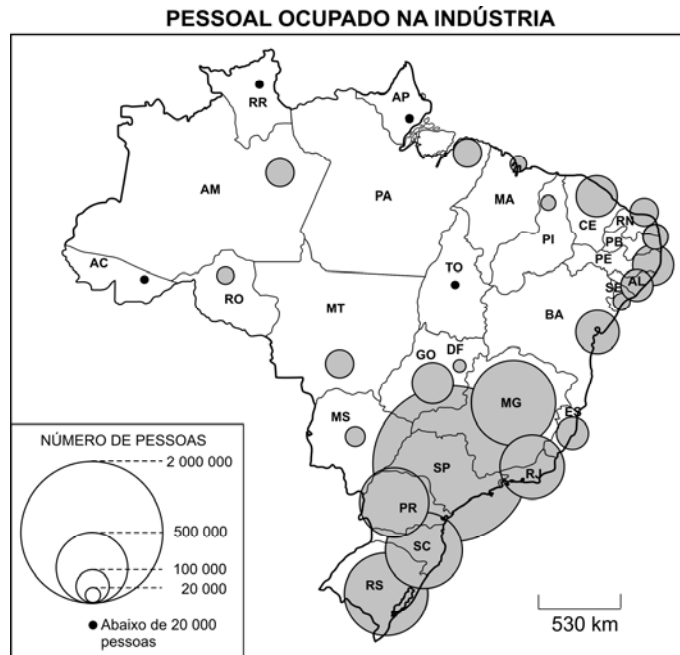 PESSOAL OCUPADO NA INDÚSTRIA
RR
AP
AM
PA
MA
CE
RN
PI
PB
PE
AC
TO
SE
AL
RO
MT
BA
GO
DF
MG
MS
ES
SP
RJ
PR
SC
RS
NÚMERO DE PESSOAS
2 000 000
500 000
100 000
20 000
Abaixo de 20 000
pessoas
530 km